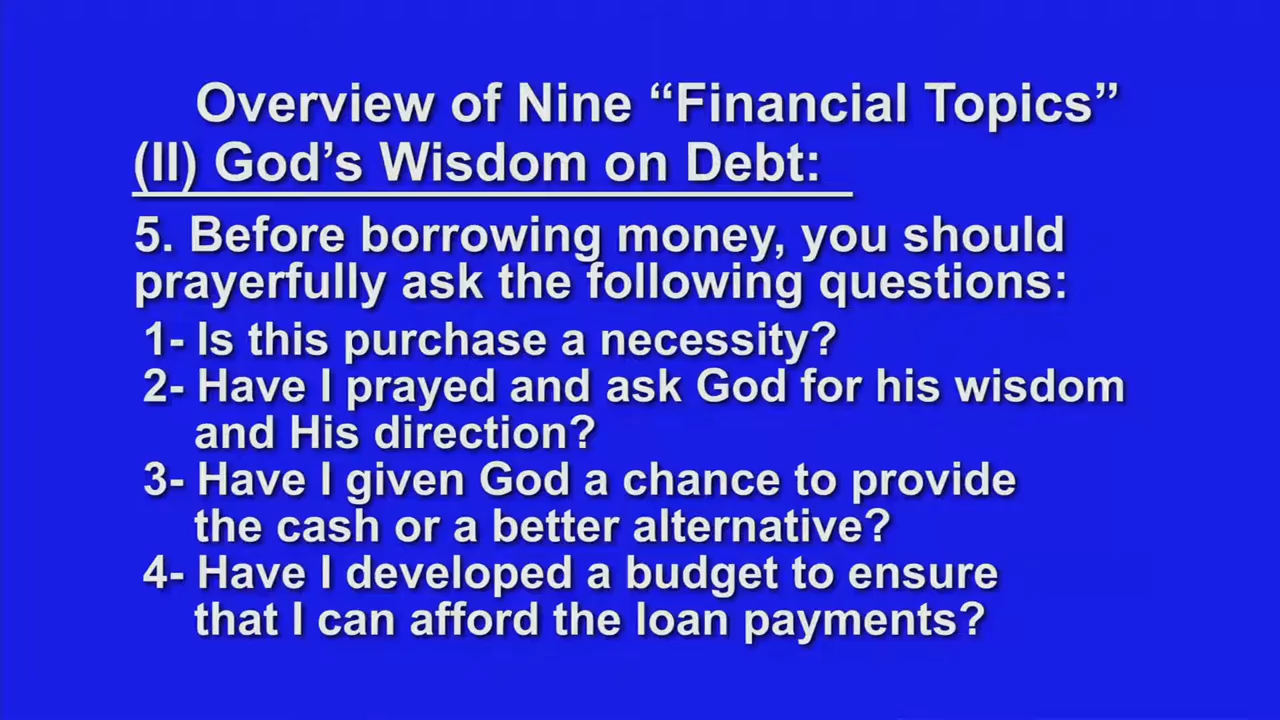 Overview of Nine “Financial Topics”
(II) God’s Wisdom on Debt:
5. Before borrowing money, you should
prayerfully ask the following questions:
1- Is this purchase a necessity?
2- Have I prayed and ask God for his wisdom
and His direction?
3- Have I given God a chance to provide
the cash or a better alternative?
4- Have I developed a budget to ensure
that I can afford the loan payments?